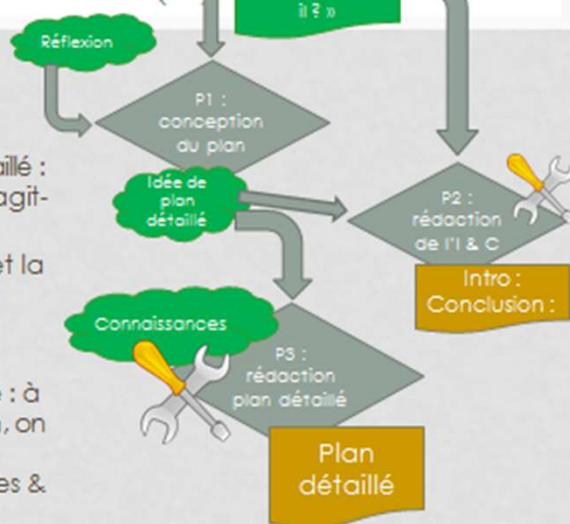 il ? »
Réflexion
P1 :
conception
du plan
Idée de
plan
détaillé
P2 :
rédaction
de l'I & C
Intro :
Conclusion :
Connaissances
P3 :
rédaction
plan détaillé
Plan
détaillé
aillé :
agit-
et la
: à
, on
es &